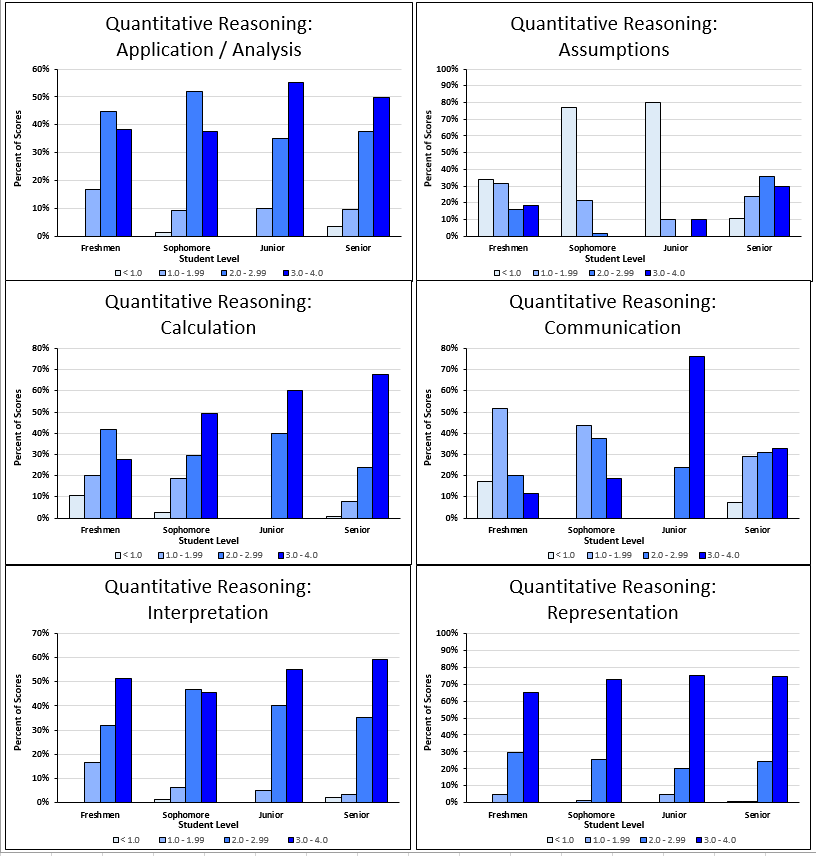 Quantitative Reasoning:
Application / Analysis
60%
50%
40%
30%
20%
10%
0%
Percent of Scores
Freshmen Sophomore Junior Senior
Student Level
< 1.0 1.0 - 1.99 2.0 - 2.99 3.0 - 4.0
Quantitative Reasoning:
Assumptions
100%
90%
80%
70%
60%
50%
40%
30%
20%
10%
0%
Percent of Scores
Freshmen Sophomore Junior Senior
Student Level
< 1.0 1.0 - 1.99 2.0 - 2.99 3.0 - 4.0
Quantitative Reasoning:
Calculation
80%
70%
60%
50%
40%
30%
20%
10%
0%
Percent of Scores
Freshmen Sophomore Junior Senior
Student Level
< 1.0 1.0 - 1.99 2.0 - 2.99 3.0 - 4.0
Quantitative Reasoning:
Communication
80%
70%
60%
50%
40%
30%
20%
10%
0%
Percent of Scores
Freshmen Sophomore Junior Senior
Student Level
< 1.0 1.0 - 1.99 2.0 - 2.99 3.0 - 4.0
Quantitative Reasoning:
Interpretation
70%
60%
50%
40%
30%
20%
10%
0%
Percent of Scores
Freshmen Sophomore Junior Senior
Student Level
< 1.0 1.0 - 1.99 2.0 - 2.99 3.0 - 4.0
Quantitative Reasoning:
Representation
100%
90%
80%
70%
60%
50%
40%
30%
20%
10%
0%
Percent of Scores
Freshmen Sophomore Junior Senior
Student Level
< 1.0 1.0 - 1.99 2.0 - 2.99 3.0 - 4.0